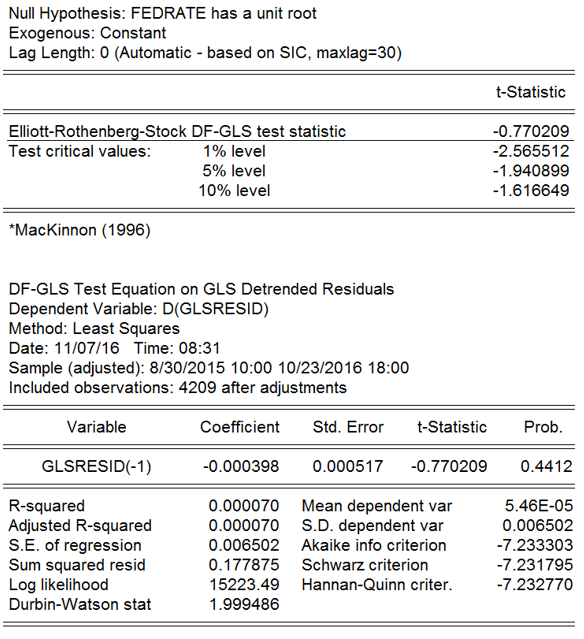 Null Hypothesis: FEDRATE has a unit root
Exogenous: Constant
Lag Length: 0 (Automatic - based on SIC, maxlag=30)
t-Statistic
Elliott-Rothenberg-Stock DF-GLS test statistic -0.770209
Test critical values: 1% level -2.565512
5% level -1.940899
10% level -1.616649
*MacKinnon (1996)
DF-GLS Test Equation on GLS Detrended Residuals
Dependent Variable: D(GLSRESID)
Method: Least Squares
Date: 11/07/16 Time: 08:31
Sample (adjusted): 8/30/2015 10:00 10/23/2016 18:00
Included observations: 4209 after adjustments
Variable Coefficient Std. Error t-Statistic Prob.
GLSRESID(-1) -0.000398 0.000517 -0.770209 0.4412
R-squared 0.000070 Mean dependent var 5.46E-05
Adjusted R-squared 0.000070 S.D. dependent var 0.006502
S.E. of regression 0.006502 Akaike info criterion -7.233303
Sum squared resid 0.177875 Schwarz criterion -7.231795
Log likelihood 15223.49 Hannan-Quinn criter. -7.232770
Durbin-Watson stat 1.999486